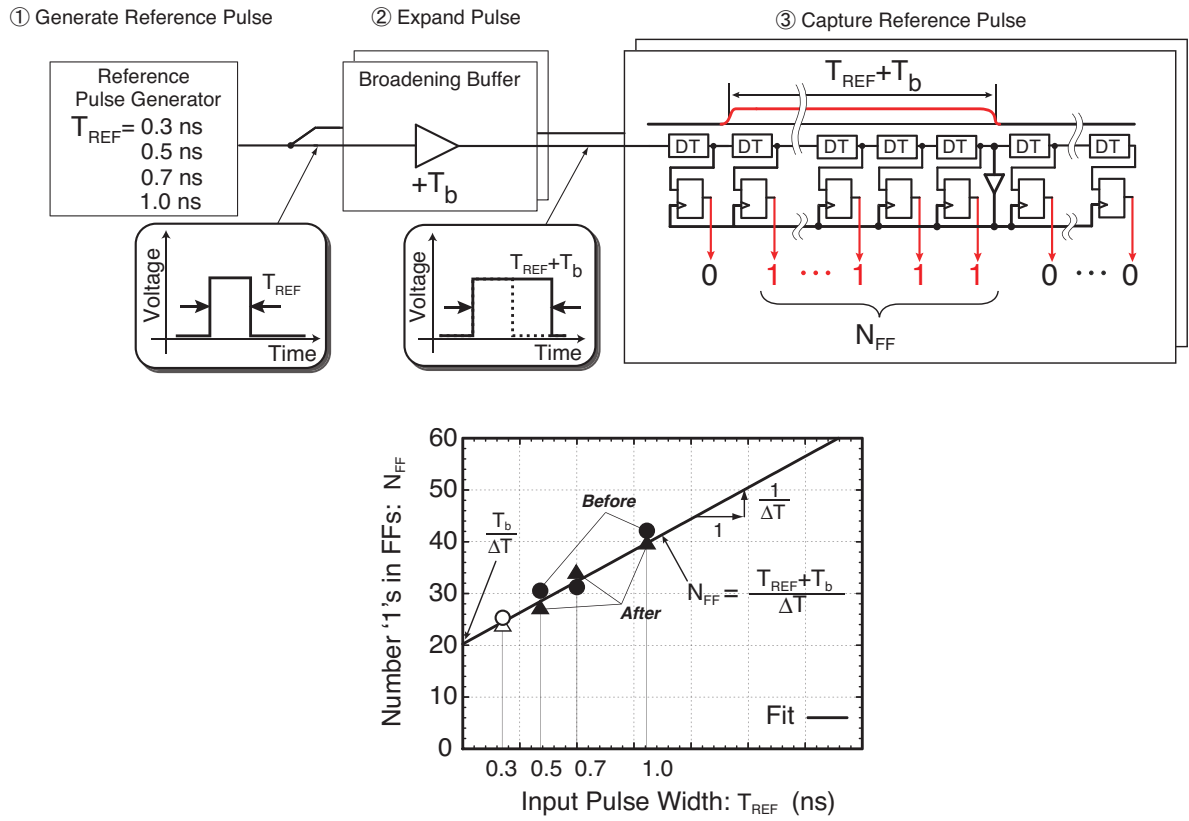 ① Generate Reference Pulse
② Expand Pulse
③ Capture Reference Pulse
Reference
Pulse Generator
T_REF = 0.3 ns
0.5 ns
0.7 ns
1.0 ns
Broadening Buffer
+T_b
T_REF+T_b
DT DT DT DT DT DT DT
0 1 ··· 1 1 1 0 ··· 0
N_FF
Voltage
T_REF
Time
Voltage
T_REF+T_b
Time
Number '1's in FFs: N_FF
60
50
40
30
20
10
0
T_b
ΔT
Before
After
1
1
ΔT
N_FF = T_REF+T_b
ΔT
Fit
0.3 0.5 0.7 1.0
Input Pulse Width: T_REF (ns)